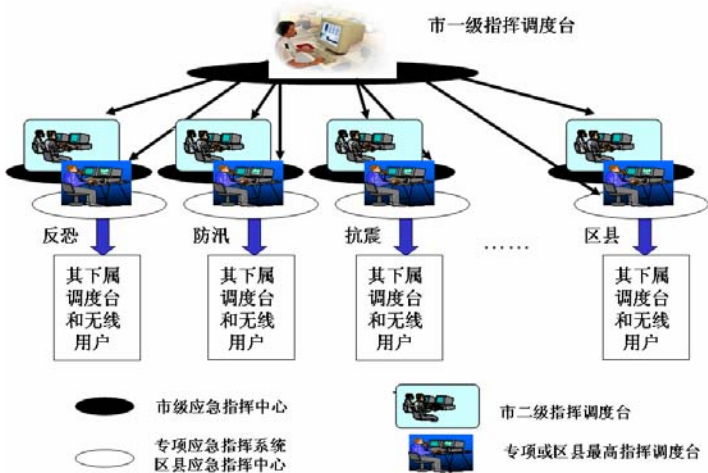 市一级指挥调度台
反恐
防汛
抗震
……
区县
其下属
调度台
和无线
用户
其下属
调度台
和无线
用户
其下属
调度台
和无线
用户
其下属
调度台
和无线
用户
市级应急指挥中心
市二级指挥调度台
专项应急指挥系统
区县应急指挥中心
专项或区县最高指挥调度台